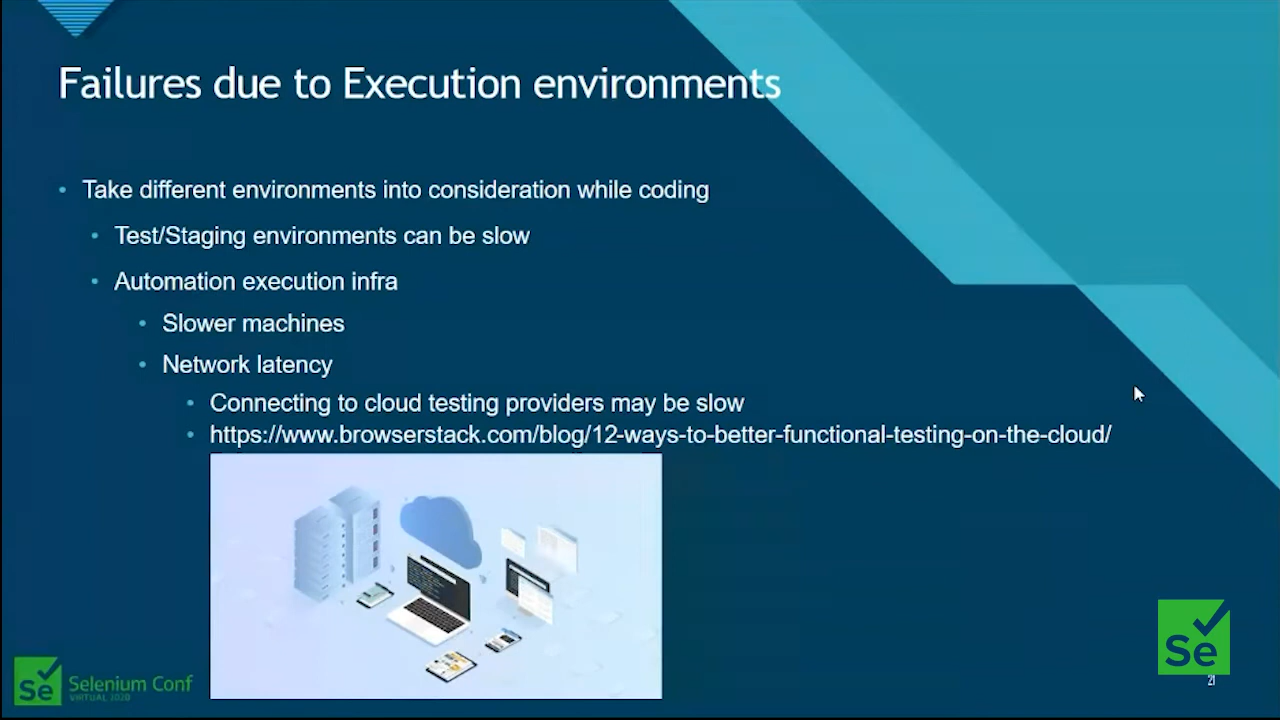 Failures due to Execution environments
• Take different environments into consideration while coding
• Test/Staging environments can be slow
• Automation execution infra
• Slower machines
• Network latency
• Connecting to cloud testing providers may be slow
• https://www.browserstack.com/blog/12-ways-to-better-functional-testing-on-the-cloud/
Se
Selenium Conf
VIRTUAL 2020
Se
21